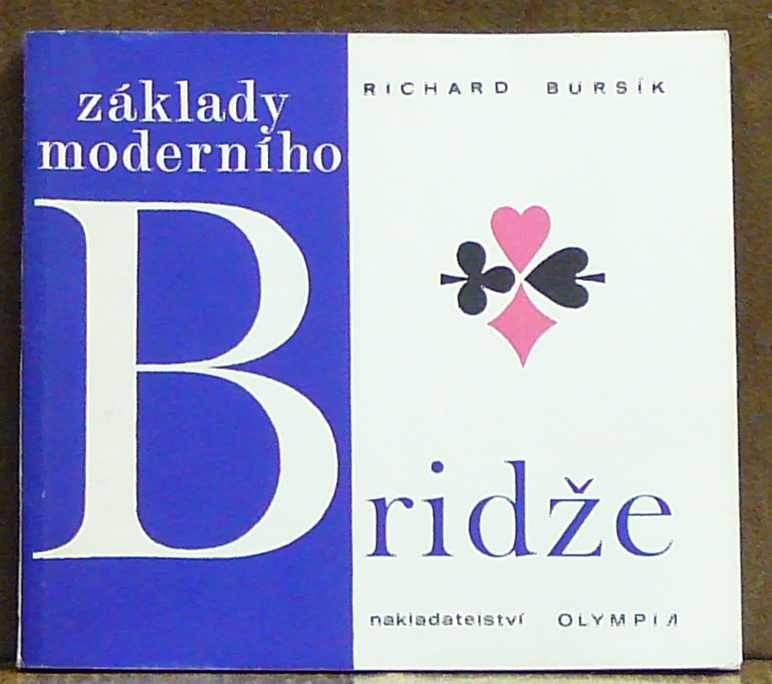 základy
moderního
RICHARD BURSÍK
Bridže
nakladatelství OLYMPIA